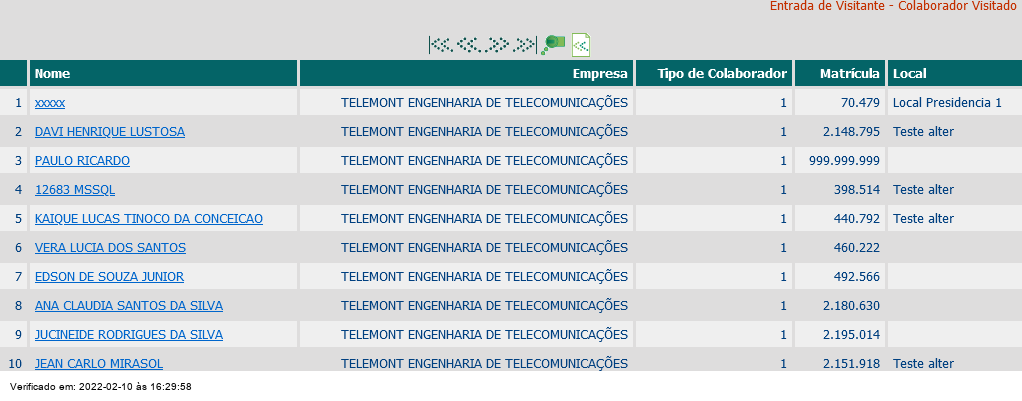 Entrada de Visitante - Colaborador Visitado
Nome Empresa Tipo de Colaborador Matrícula Local
1 xxxxx TELEMONT ENGENHARIA DE TELECOMUNICAÇÕES 1 70.479 Local Presidencia 1
2 DAVI HENRIQUE LUSTOSA TELEMONT ENGENHARIA DE TELECOMUNICAÇÕES 1 2.148.795 Teste alter
3 PAULO RICARDO TELEMONT ENGENHARIA DE TELECOMUNICAÇÕES 1 999.999.999
4 12683 MSSQL TELEMONT ENGENHARIA DE TELECOMUNICAÇÕES 1 398.514 Teste alter
5 KAIQUE LUCAS TINOCO DA CONCEICAO TELEMONT ENGENHARIA DE TELECOMUNICAÇÕES 1 440.792 Teste alter
6 VERA LUCIA DOS SANTOS TELEMONT ENGENHARIA DE TELECOMUNICAÇÕES 1 460.222
7 EDSON DE SOUZA JUNIOR TELEMONT ENGENHARIA DE TELECOMUNICAÇÕES 1 492.566
8 ANA CLAUDIA SANTOS DA SILVA TELEMONT ENGENHARIA DE TELECOMUNICAÇÕES 1 2.180.630
9 JUCINEIDE RODRIGUES DA SILVA TELEMONT ENGENHARIA DE TELECOMUNICAÇÕES 1 2.195.014
10 JEAN CARLO MIRASOL TELEMONT ENGENHARIA DE TELECOMUNICAÇÕES 1 2.151.918 Teste alter
Verificado em: 2022-02-10 às 16:29:58